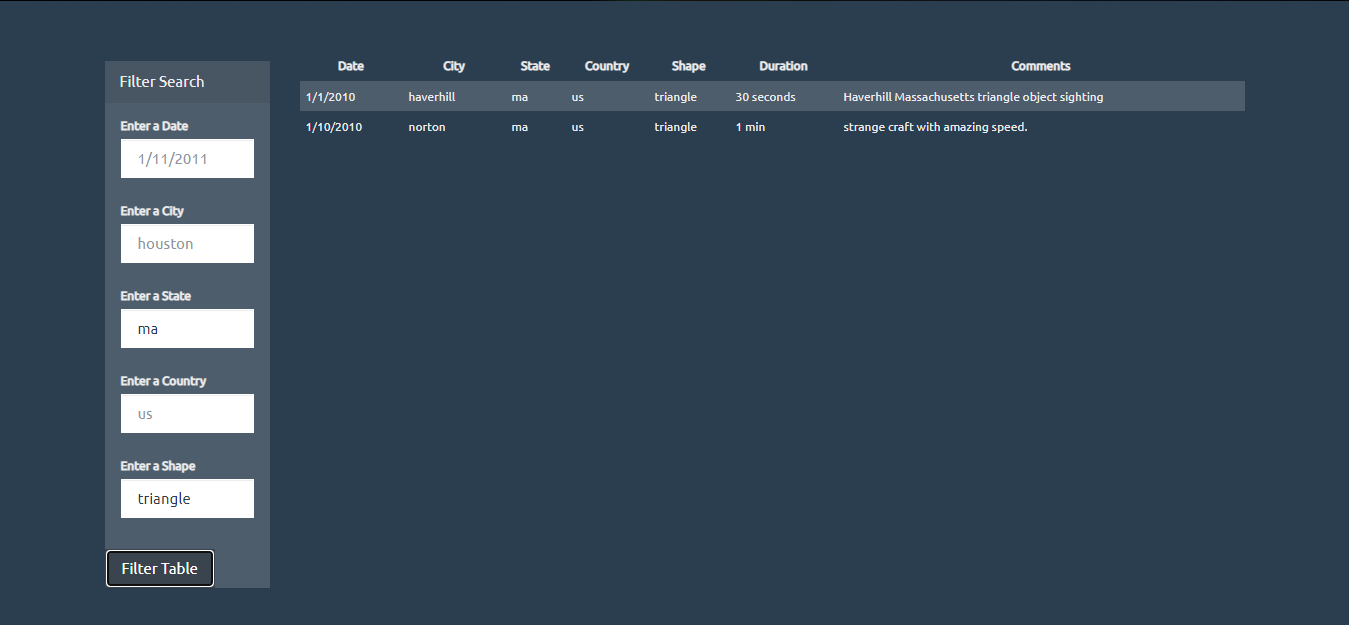 Filter Search
Enter a Date
1/11/2011
Enter a City
houston
Enter a State
ma
Enter a Country
us
Enter a Shape
triangle
Filter Table
Date City State Country Shape Duration Comments
1/1/2010 haverhill ma us triangle 30 seconds Haverhill Massachusetts triangle object sighting
1/10/2010 norton ma us triangle 1 min strange craft with amazing speed.